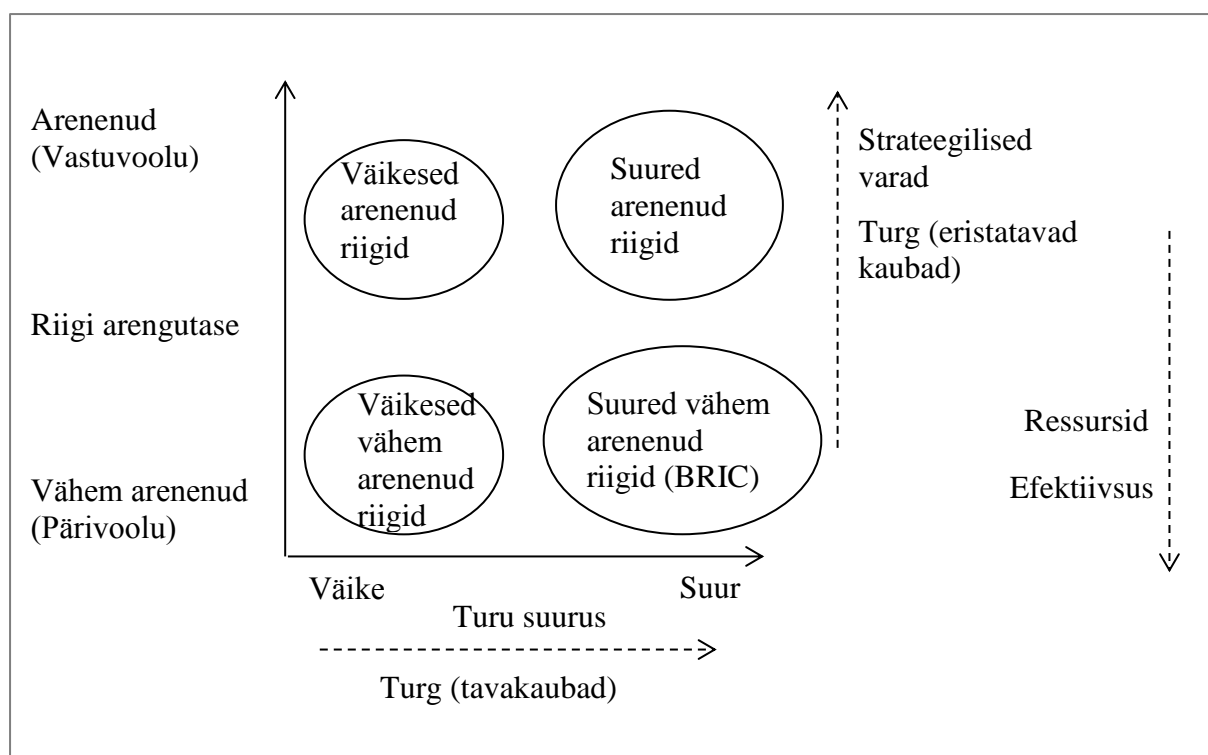 Arenenud
(Vastuvoolu)
Väikesed
arenenud
riigid
Suured
arenenud
riigid
Strateegilised
varad
Turg (eristatavad
kaubad)
Riigi arengutase
Väikesed
vähem
arenenud
riigid
Suured vähem
arenenud
riigid (BRIC)
Ressursid
Efektiivsus
Vähem arenenud
(Pärivoolu)
Väike
Suur
Turu suurus
Turg (tavakaubad)